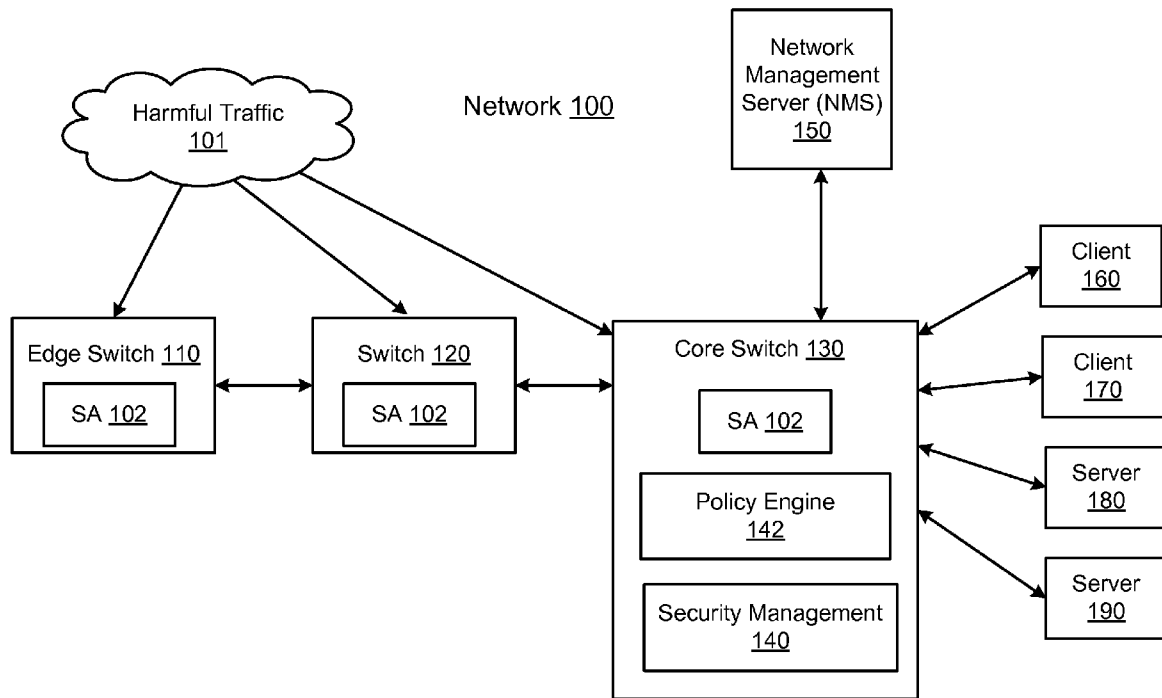 Harmful Traffic
101
Network 100
Network
Management
Server (NMS)
150
Edge Switch 110
SA 102
Switch 120
SA 102
Core Switch 130
SA 102
Policy Engine
142
Security Management
140
Client
160
Client
170
Server
180
Server
190